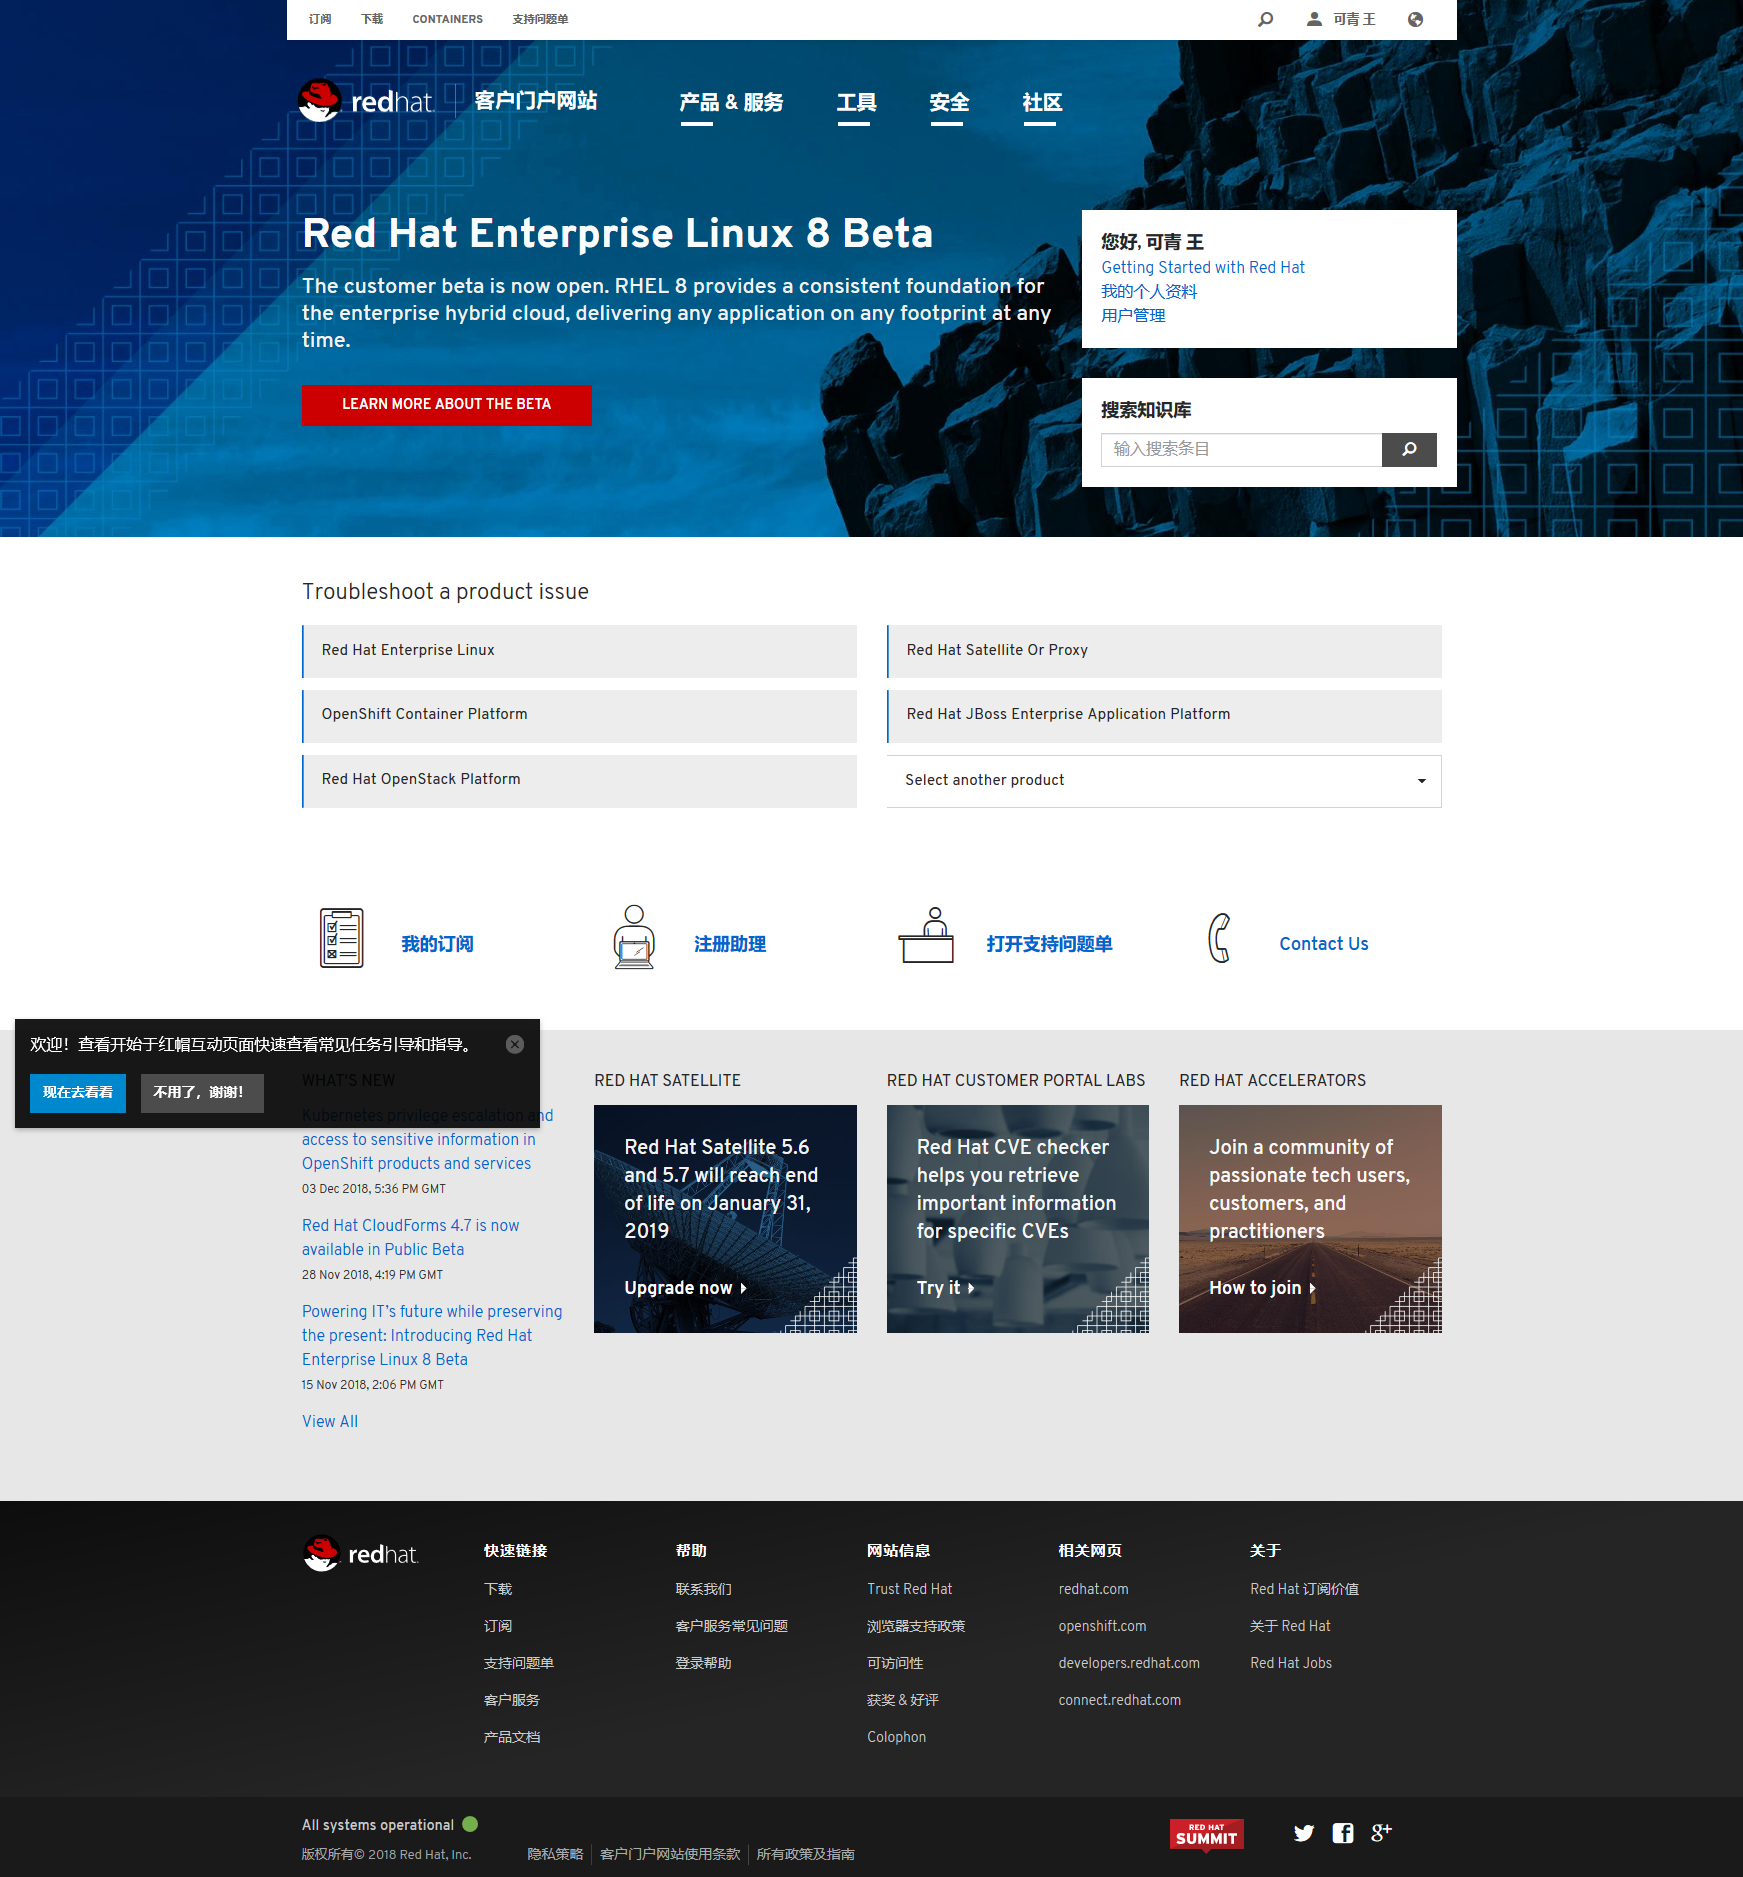 订阅
下载
CONTAINERS
支持问题单
可青 王
redhat.
客户门户网站
产品 & 服务
工具
安全
社区
Red Hat Enterprise Linux 8 Beta
The customer beta is now open. RHEL 8 provides a consistent foundation for
the enterprise hybrid cloud, delivering any application on any footprint at any
time.
LEARN MORE ABOUT THE BETA
您好, 可青 王
Getting Started with Red Hat
我的个人资料
用户管理
搜索知识库
输入搜索条目
Troubleshoot a product issue
Red Hat Enterprise Linux
Red Hat Satellite Or Proxy
OpenShift Container Platform
Red Hat JBoss Enterprise Application Platform
Red Hat OpenStack Platform
Select another product
我的订阅
注册助理
打开支持问题单
Contact Us
欢迎！查看开始于红帽互动页面快速查看常见任务引导和指导。
现在去看看
不用了，谢谢！
WHAT'S NEW
Kubernetes privilege escalation and
access to sensitive information in
OpenShift products and services
03 Dec 2018, 5:36 PM GMT
Red Hat CloudForms 4.7 is now
available in Public Beta
28 Nov 2018, 4:19 PM GMT
Powering IT’s future while preserving
the present: Introducing Red Hat
Enterprise Linux 8 Beta
15 Nov 2018, 2:06 PM GMT
View All
RED HAT SATELLITE
Red Hat Satellite 5.6
and 5.7 will reach end
of life on January 31,
2019
Upgrade now
RED HAT CUSTOMER PORTAL LABS
Red Hat CVE checker
helps you retrieve
important information
for specific CVEs
Try it
RED HAT ACCELERATORS
Join a community of
passionate tech users,
customers, and
practitioners
How to join
redhat.
快速链接
下载
订阅
支持问题单
客户服务
产品文档
帮助
联系我们
客户服务常见问题
登录帮助
网站信息
Trust Red Hat
浏览器支持政策
可访问性
获奖 & 好评
Colophon
相关网页
redhat.com
openshift.com
developers.redhat.com
connect.redhat.com
关于
Red Hat 订阅价值
关于 Red Hat
Red Hat Jobs
All systems operational
版权所有© 2018 Red Hat, Inc.
隐私策略
客户门户网站使用条款
所有政策及指南
RED HAT
SUMMIT
g+